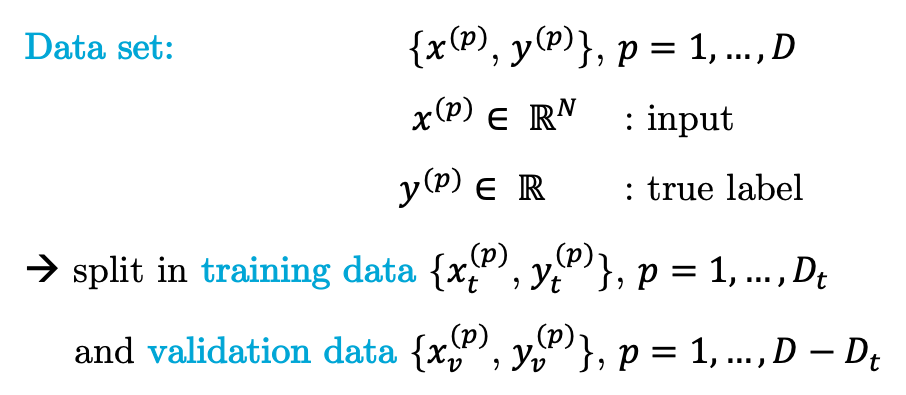 Data set: {x^(p), y^(p)}, p = 1, …, D
x^(p) ∈ ℝ^N : input
y^(p) ∈ ℝ : true label
→ split in training data {x_t^(p), y_t^(p)}, p = 1, …, D_t
and validation data {x_v^(p), y_v^(p)}, p = 1, …, D − D_t